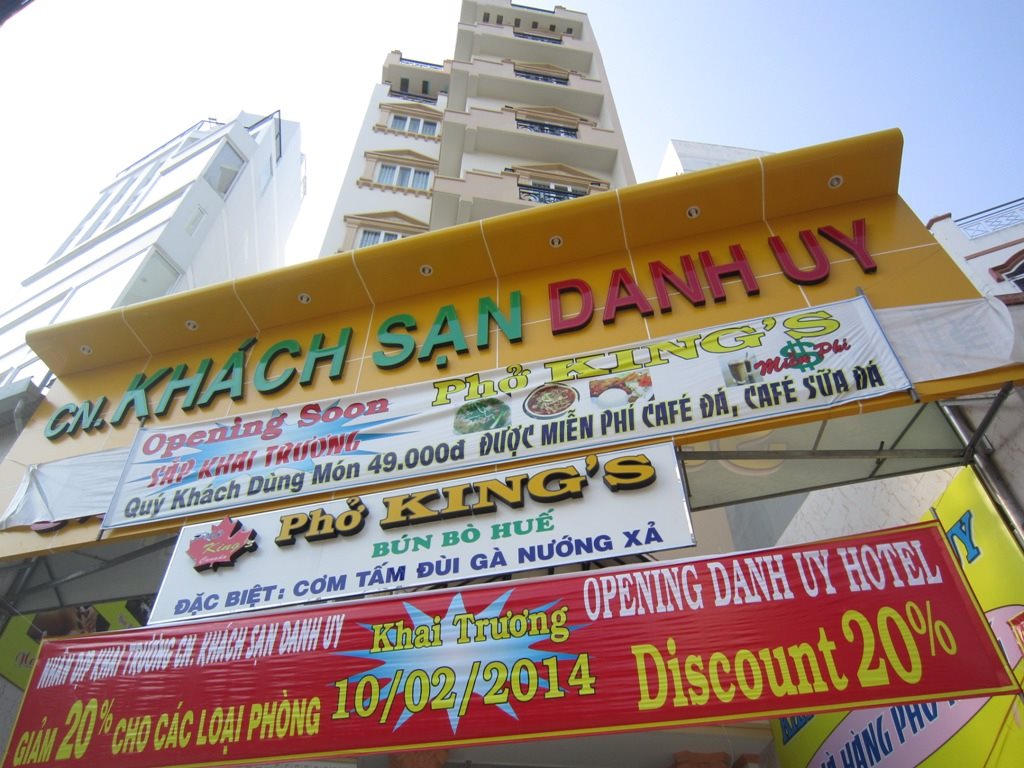 CN. KHÁCH SẠN DANH UY
Opening Soon
SẮP KHAI TRƯƠNG
Phở KING'S
$
Miễn Phí
Quý Khách Dùng Món 49.000đ ĐƯỢC MIỄN PHÍ CAFÉ ĐÁ, CAFÉ SỮA ĐÁ
King
Phở KING'S
BÚN BÒ HUẾ
ĐẶC BIỆT: CƠM TẤM ĐÙI GÀ NƯỚNG XẢ
NHÂN DỊP KHAI TRƯƠNG CN. KHÁCH SẠN DANH UY
GIẢM 20% CHO CÁC LOẠI PHÒNG
Khai Trương
10/02/2014
OPENING DANH UY HOTEL
Discount 20%
Y
HÀNG PHỞ